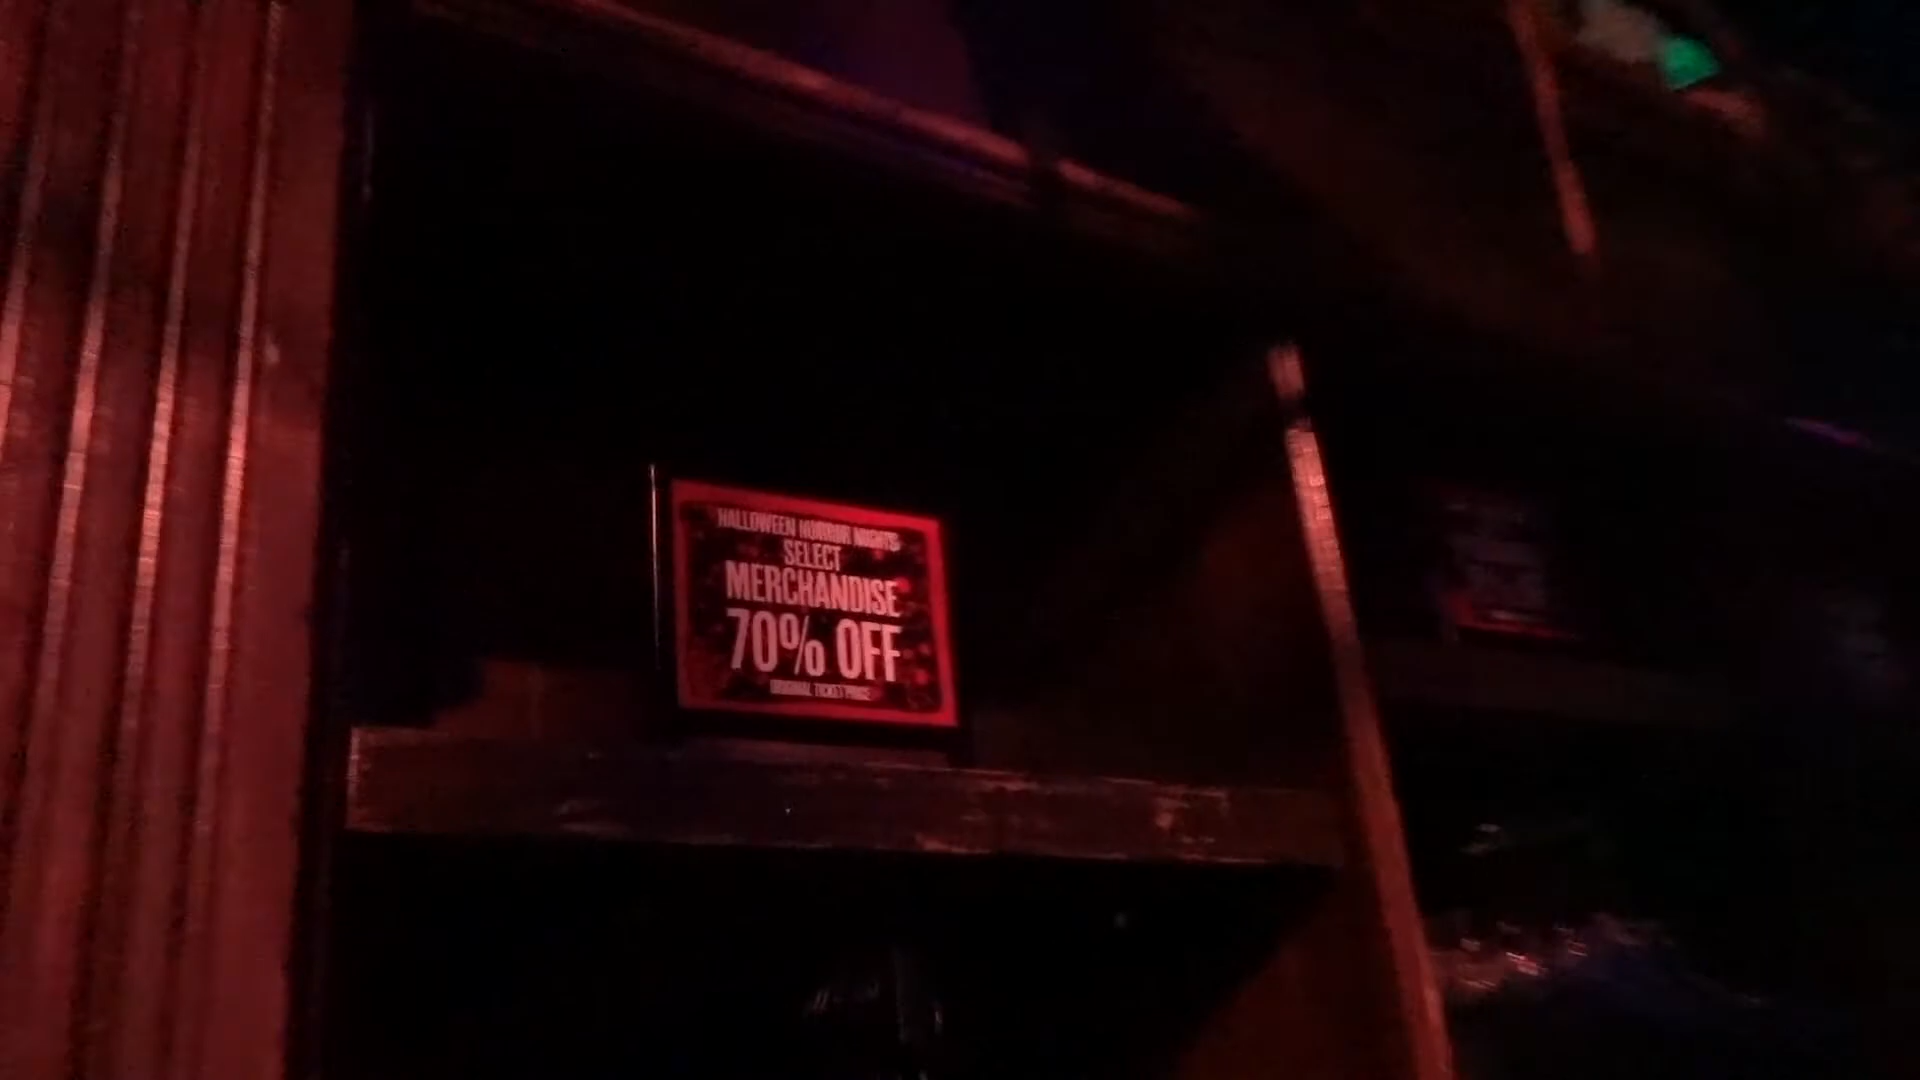 HALLOWEEN HORROR NIGHTS
SELECT
MERCHANDISE
70% OFF
ORIGINAL TICKET PRICE